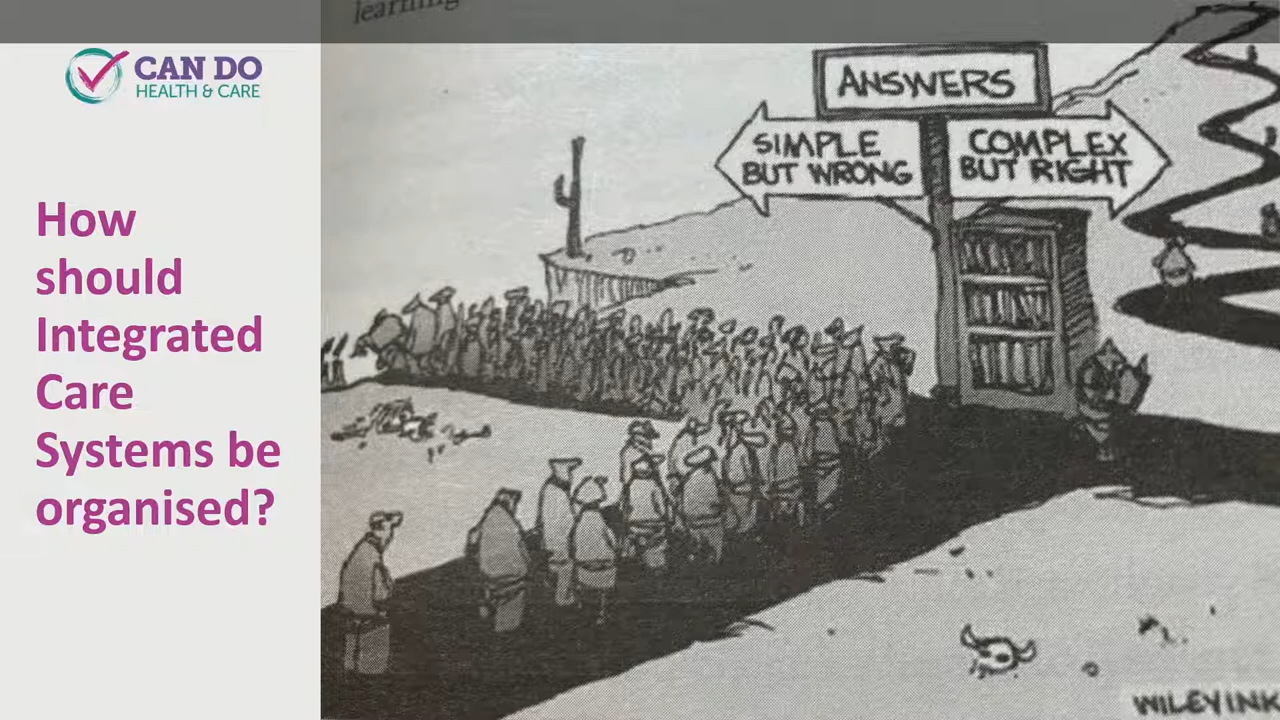 learning
CAN DO
HEALTH & CARE
How
should
Integrated
Care
Systems be
organised?
ANSWERS
SIMPLE
BUT WRONG
COMPLEX
BUT RIGHT
WILEYINK